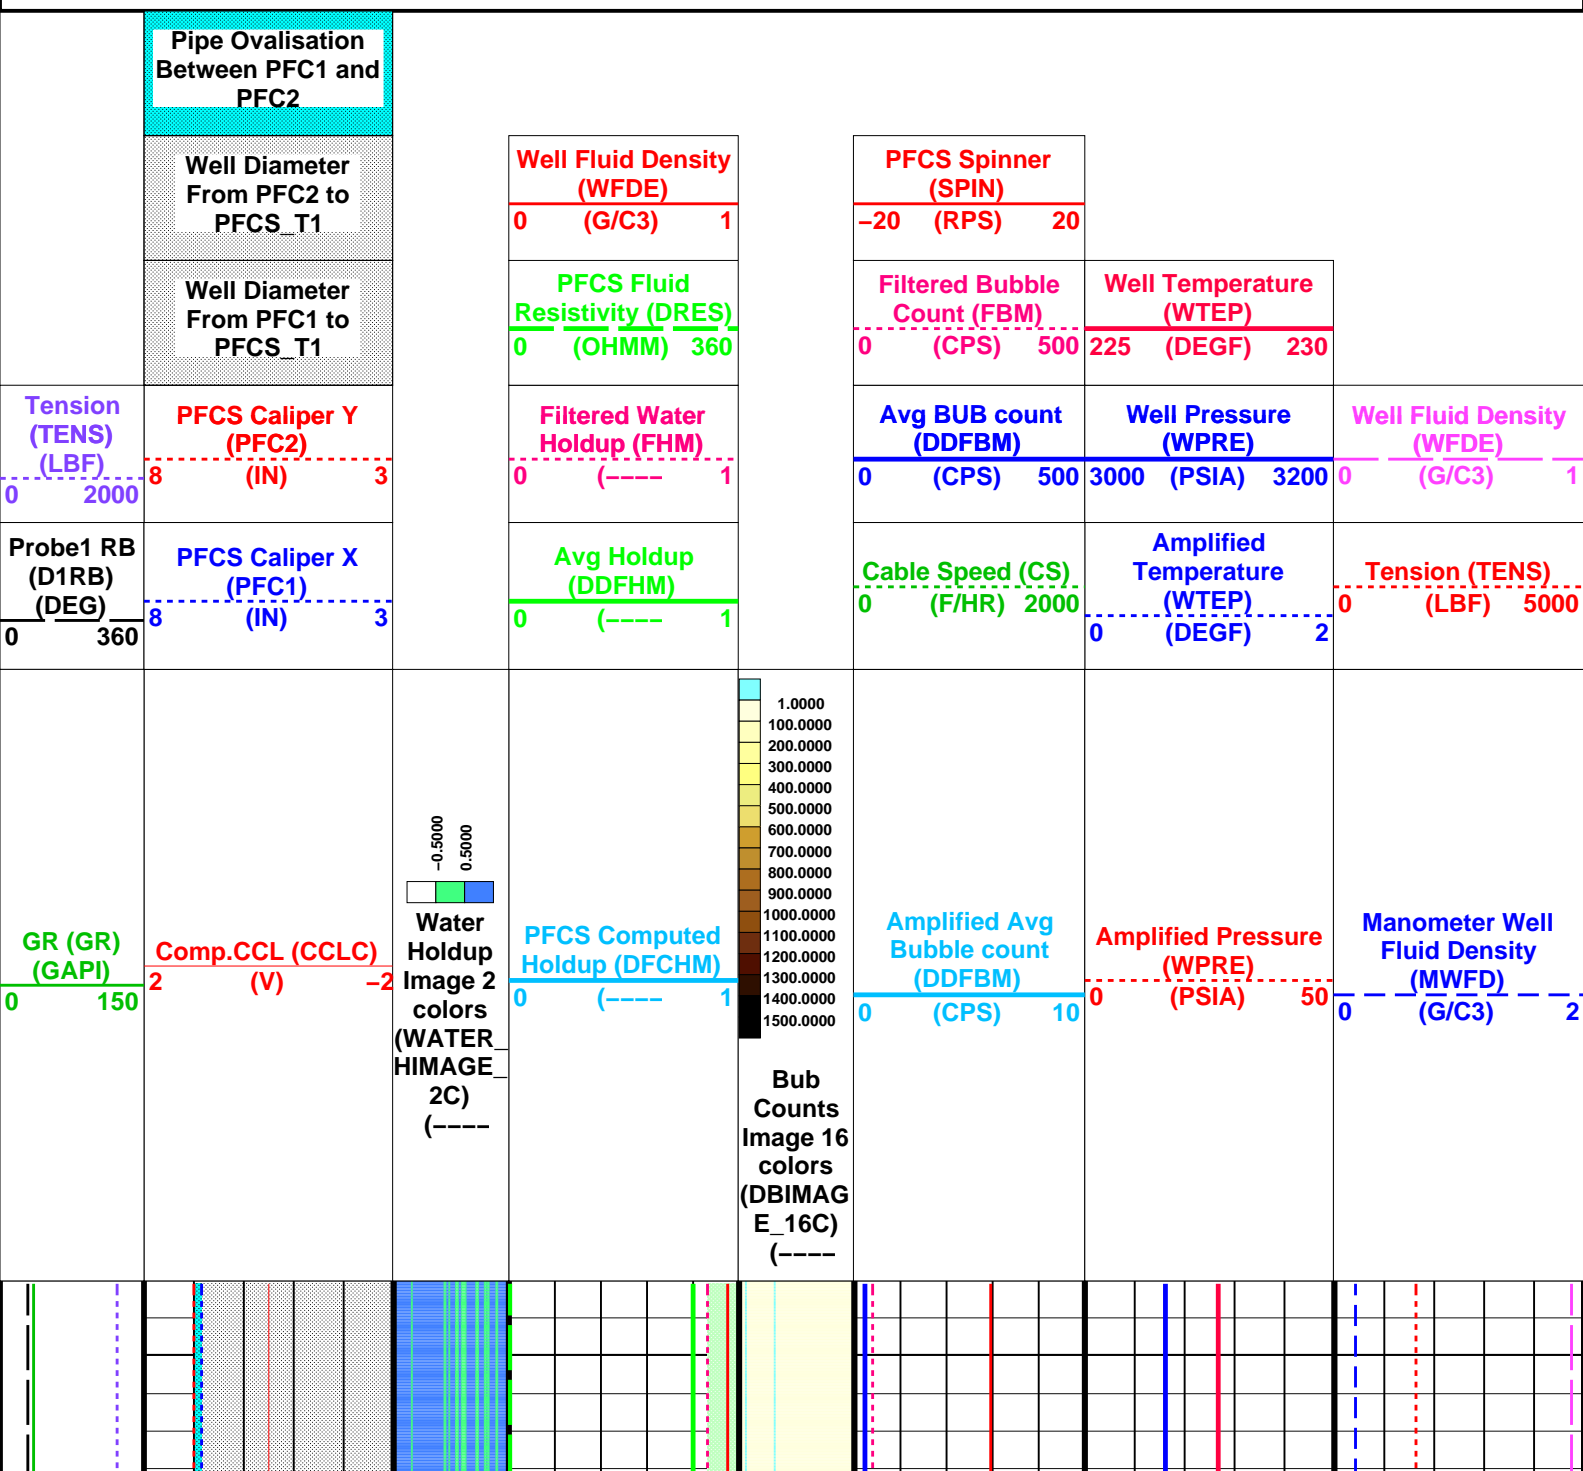 Pipe Ovalisation
Between PFC1 and
PFC2
Well Diameter
From PFC2 to
PFCS_T1
Well Diameter
From PFC1 to
PFCS_T1
Tension
(TENS)
(LBF)
0 2000
PFCS Caliper Y
(PFC2)
8 (IN) 3
Probe1 RB
(D1RB)
(DEG)
0 360
PFCS Caliper X
(PFC1)
8 (IN) 3
GR (GR)
(GAPI)
0 150
Comp.CCL (CCLC)
2 (V) −2
−0.5000
0.5000
Water
Holdup
Image 2
colors
(WATER_
HIMAGE_
2C)
(−−−−
Well Fluid Density
(WFDE)
0 (G/C3) 1
PFCS Fluid
Resistivity (DRES)
0 (OHMM) 360
Filtered Water
Holdup (FHM)
0 (−−−− 1
Avg Holdup
(DDFHM)
0 (−−−− 1
PFCS Computed
Holdup (DFCHM)
0 (−−−− 1
1.0000
100.0000
200.0000
300.0000
400.0000
500.0000
600.0000
700.0000
800.0000
900.0000
1000.0000
1100.0000
1200.0000
1300.0000
1400.0000
1500.0000
Bub
Counts
Image 16
colors
(DBIMAG
E_16C)
(−−−−
PFCS Spinner
(SPIN)
−20 (RPS) 20
Filtered Bubble
Count (FBM)
0 (CPS) 500
Avg BUB count
(DDFBM)
0 (CPS) 500
Cable Speed (CS)
0 (F/HR) 2000
Amplified Avg
Bubble count
(DDFBM)
0 (CPS) 10
Well Temperature
(WTEP)
225 (DEGF) 230
Well Pressure
(WPRE)
3000 (PSIA) 3200
Amplified
Temperature
(WTEP)
0 (DEGF) 2
Amplified Pressure
(WPRE)
0 (PSIA) 50
Well Fluid Density
(WFDE)
0 (G/C3) 1
Tension (TENS)
0 (LBF) 5000
Manometer Well
Fluid Density
(MWFD)
0 (G/C3) 2